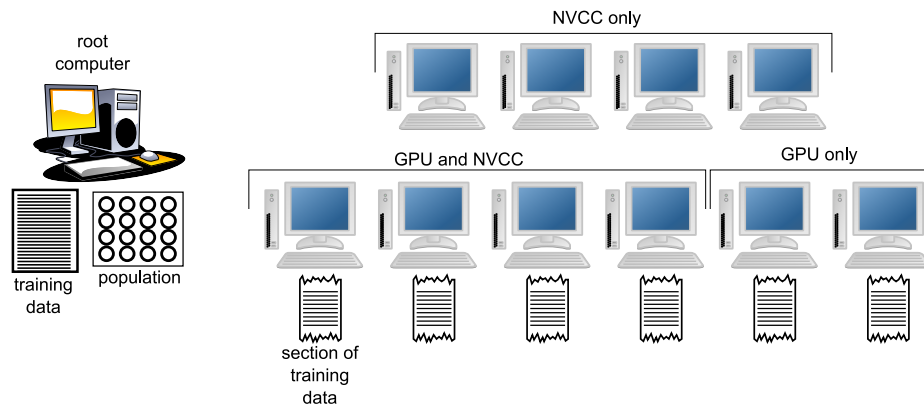 NVCC only
root
computer
GPU and NVCC
GPU only
training
data
population
section of
training
data